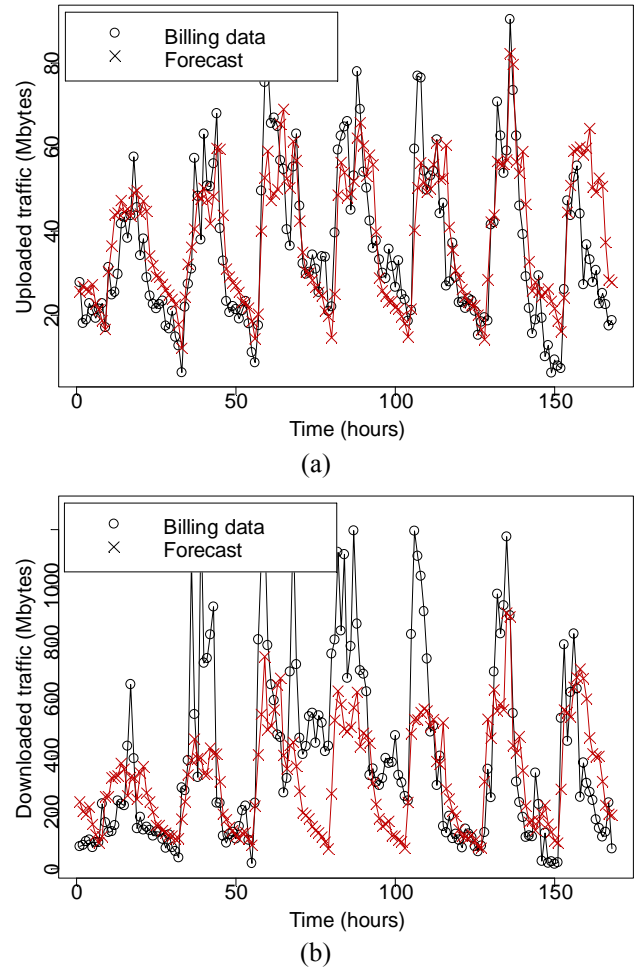 Billing data
Forecast
80
60
40
20
Uploaded traffic (Mbytes)
0 50 100 150
Time (hours)
(a)
Billing data
Forecast
1000
800
600
400
200
0
Downloaded traffic (Mbytes)
0 50 100 150
Time (hours)
(b)